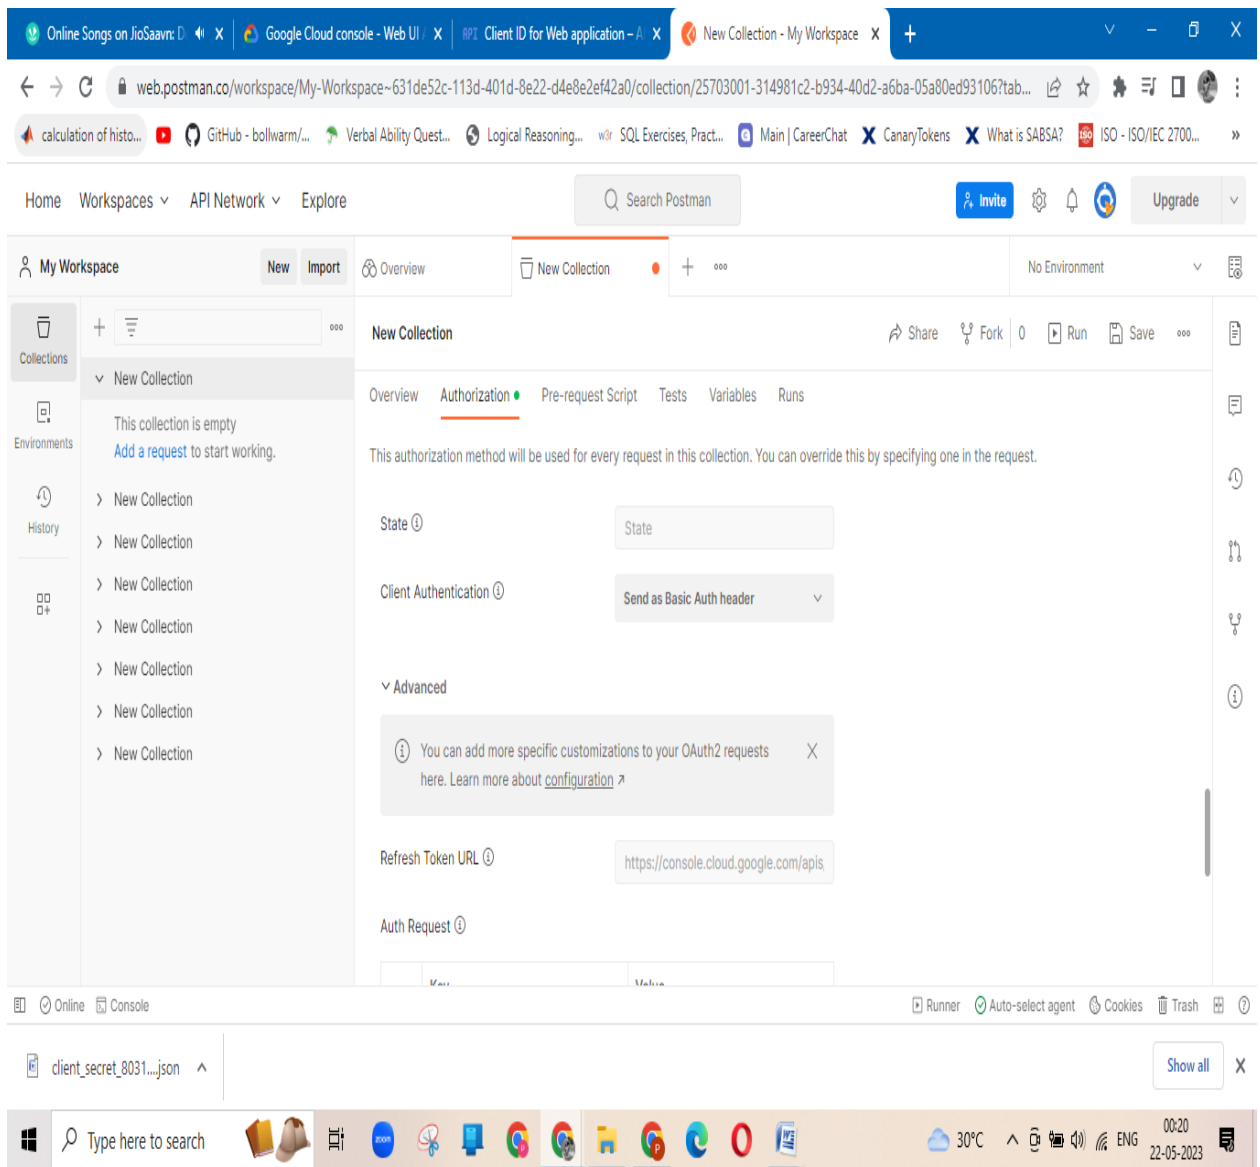 Online Songs on JioSaavn: D
Google Cloud console - Web UI A
API Client ID for Web application – A
New Collection - My Workspace
web.postman.co/workspace/My-Workspace~631de52c-113d-401d-8e22-d4e8e2ef42a0/collection/25703001-314981c2-b934-40d2-a6ba-05a80ed93106?tab...
calculation of histo...
GitHub - bollwarm/...
Verbal Ability Quest...
Logical Reasoning,...
w3r SQL Exercises, Pract...
Main | CareerChat
CanaryTokens
What is SABSA?
ISO ISO - ISO/IEC 2700...
»
Home Workspaces API Network Explore
Search Postman
Invite
Upgrade
My Workspace New Import
Overview
New Collection
No Environment
Collections
Environments
History
New Collection
This collection is empty
Add a request to start working.
New Collection
New Collection
New Collection
New Collection
New Collection
New Collection
New Collection
New Collection
Share Fork 0 Run Save
Overview Authorization Pre-request Script Tests Variables Runs
This authorization method will be used for every request in this collection. You can override this by specifying one in the request.
State State
Client Authentication Send as Basic Auth header
Advanced
You can add more specific customizations to your OAuth2 requests
here. Learn more about configuration
Refresh Token URL https://console.cloud.google.com/apis,
Auth Request
Key Value
Online Console
Runner Auto-select agent Cookies Trash
client_secret_8031....json
Show all
Type here to search
zoom
30°C
ENG
00:20
22-05-2023